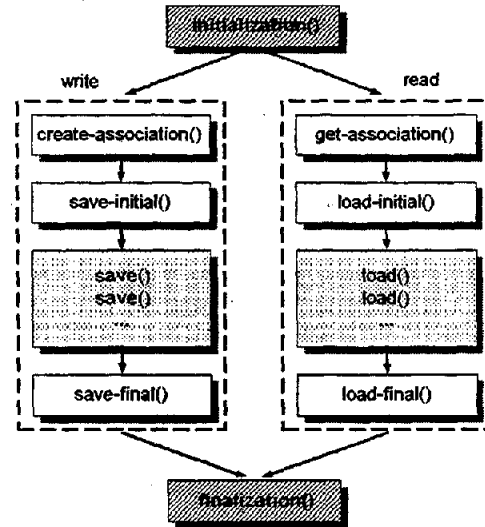 initialization()
write
read
create-association()
save-initial()
save()
save()
...
save-final()
get-association()
load-initial()
load()
load()
...
load-final()
finalization()